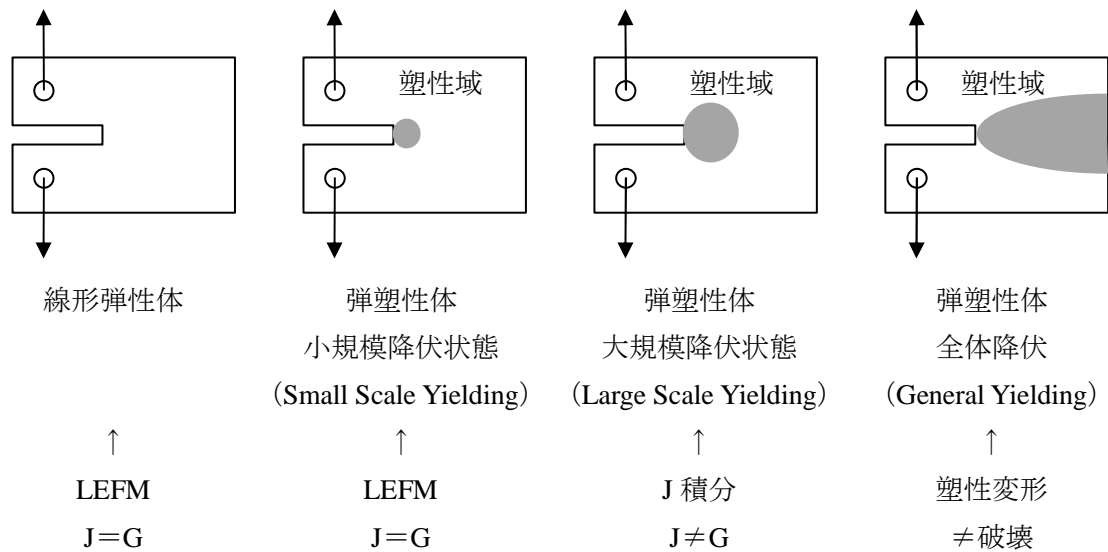 塑性域
塑性域
塑性域
線形弾性体
弾塑性体
弾塑性体
弾塑性体
小規模降伏状態
大規模降伏状態
全体降伏
（Small Scale Yielding）
（Large Scale Yielding）
（General Yielding）
↑
↑
↑
↑
LEFM
LEFM
J 積分
塑性変形
J＝G
J＝G
J≠G
≠破壊